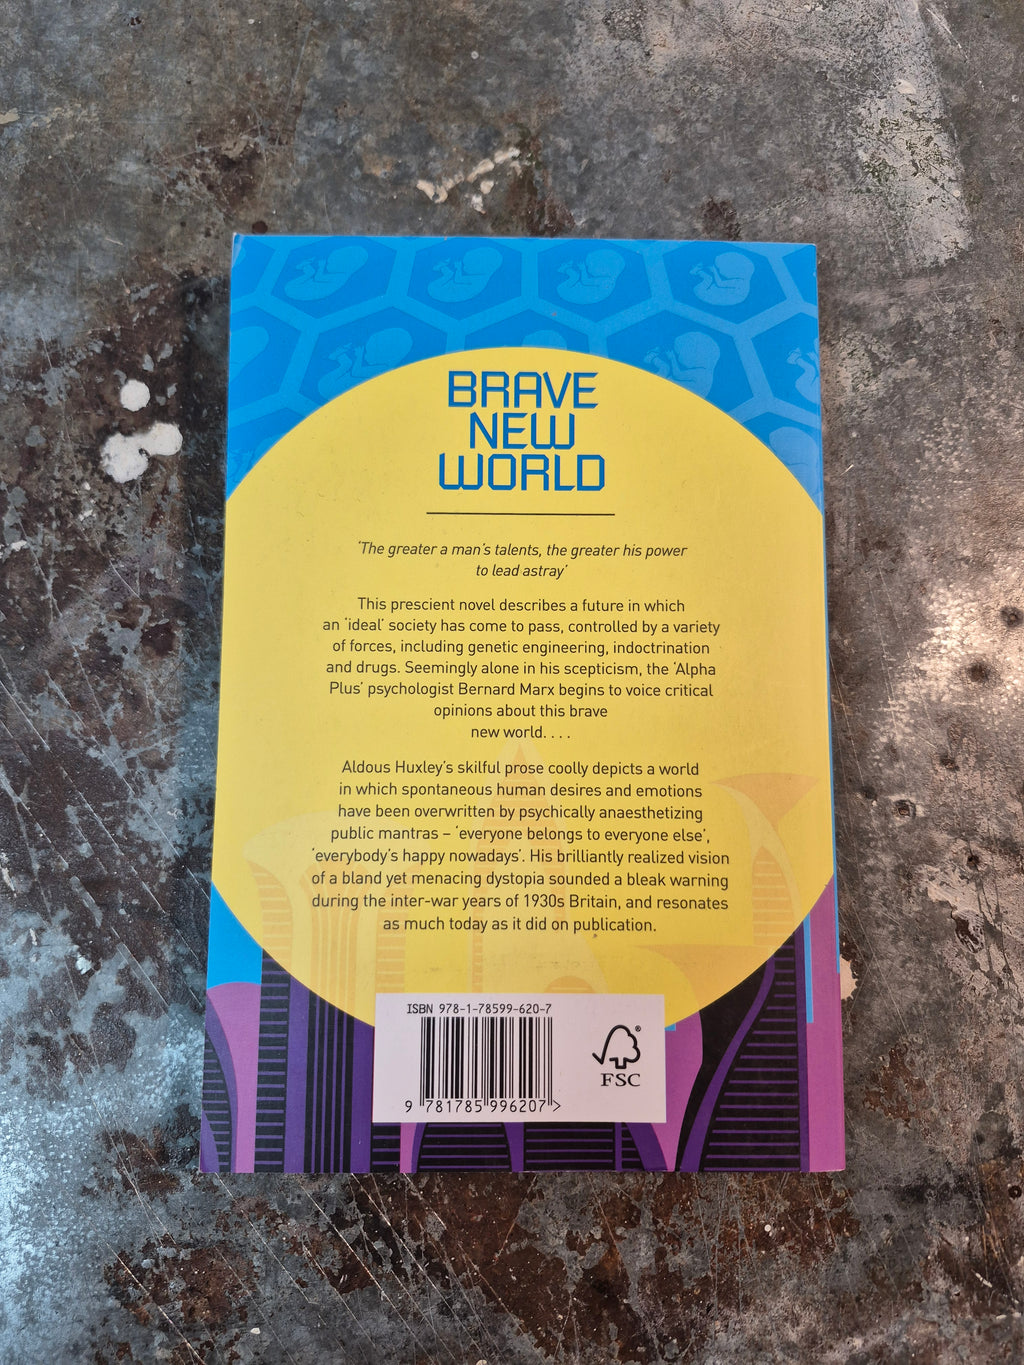 BRAVE
NEW
WORLD
‘The greater a man’s talents, the greater his power
to lead astray’
This prescient novel describes a future in which
an ‘ideal’ society has come to pass, controlled by a variety
of forces, including genetic engineering, indoctrination
and drugs. Seemingly alone in his scepticism, the ‘Alpha
Plus’ psychologist Bernard Marx begins to voice critical
opinions about this brave
new world. . . .
Aldous Huxley’s skilful prose coolly depicts a world
in which spontaneous human desires and emotions
have been overwritten by psychically anaesthetizing
public mantras – ‘everyone belongs to everyone else’,
‘everybody’s happy nowadays’. His brilliantly realized vision
of a bland yet menacing dystopia sounded a bleak warning
during the inter-war years of 1930s Britain, and resonates
as much today as it did on publication.
ISBN 978-1-78599-620-7
®
FSC
9 781785 996207 >